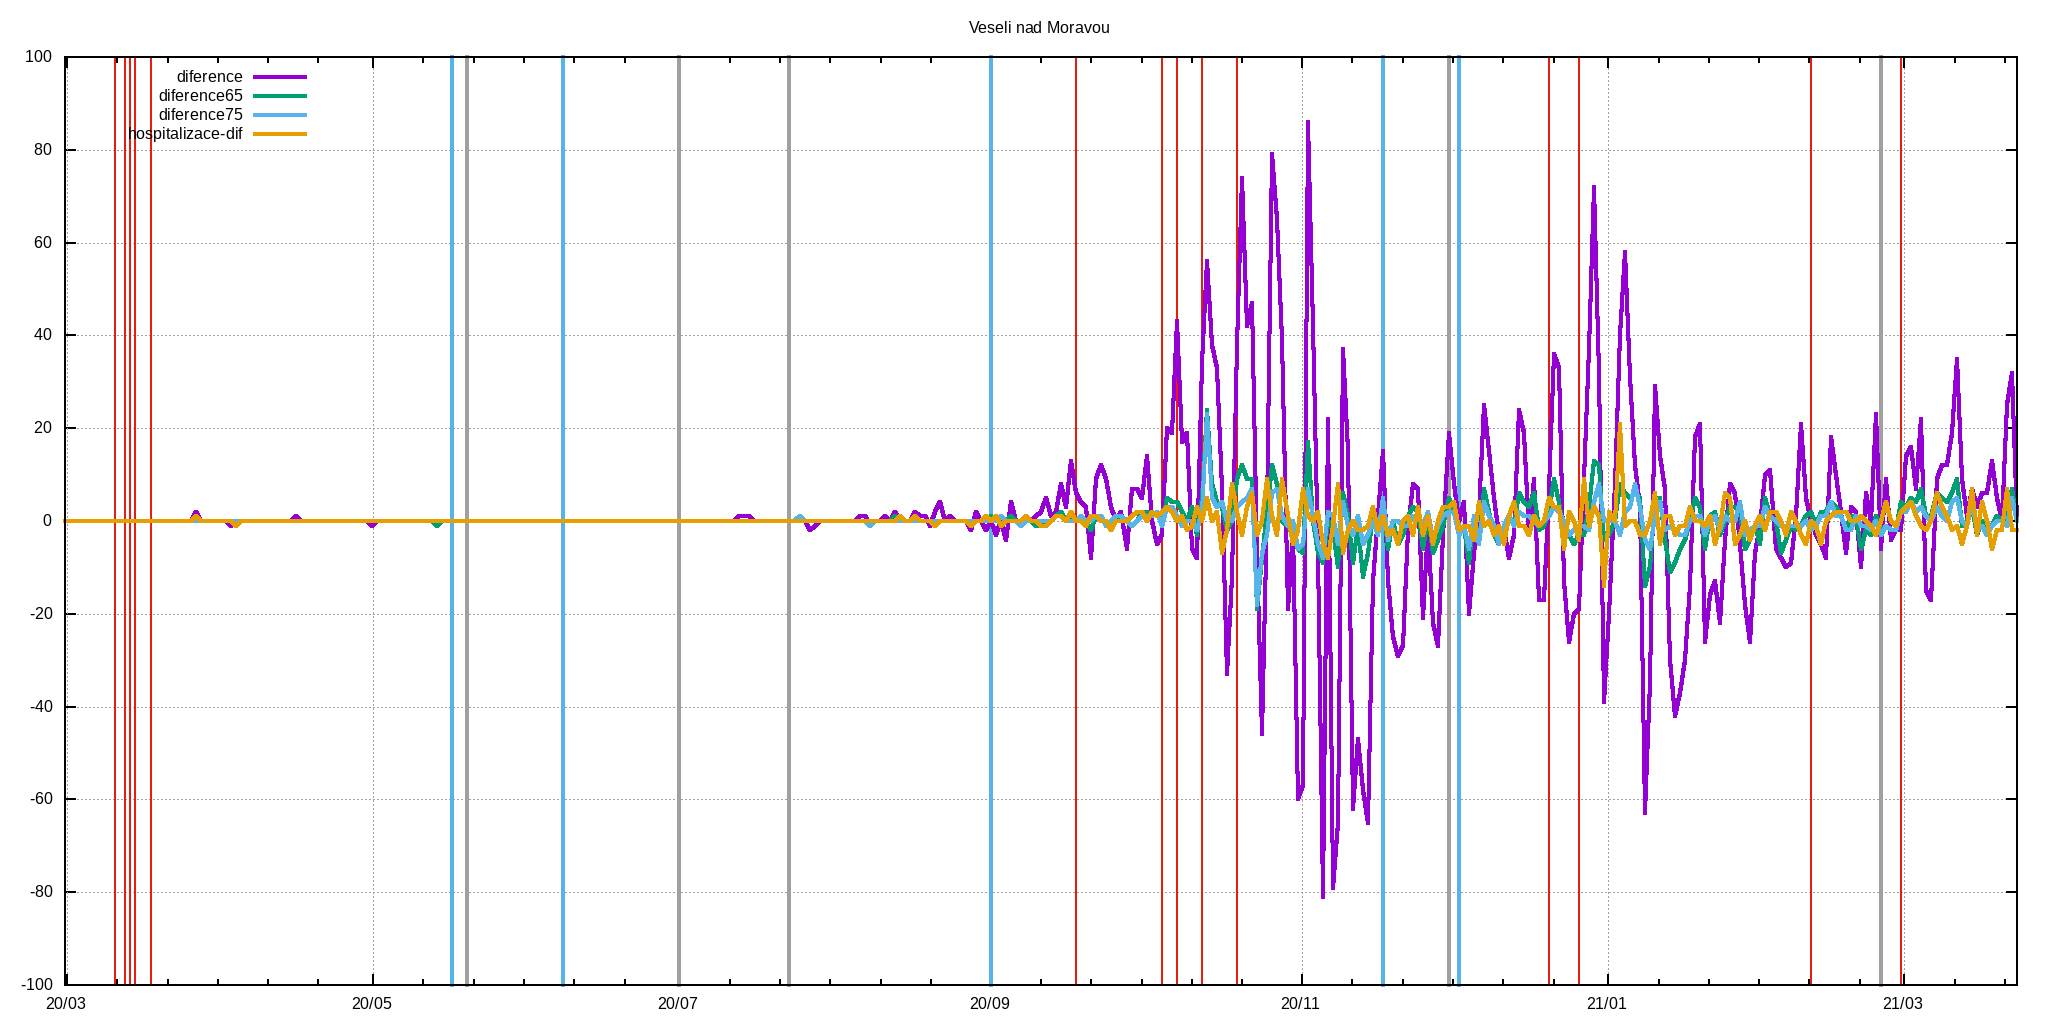 Veseli nad Moravou
100
80
60
40
20
0
-20
-40
-60
-80
-100
diference
diference65
diference75
hospitalizace-dif
20/03 20/05 20/07 20/09 20/11 21/01 21/03